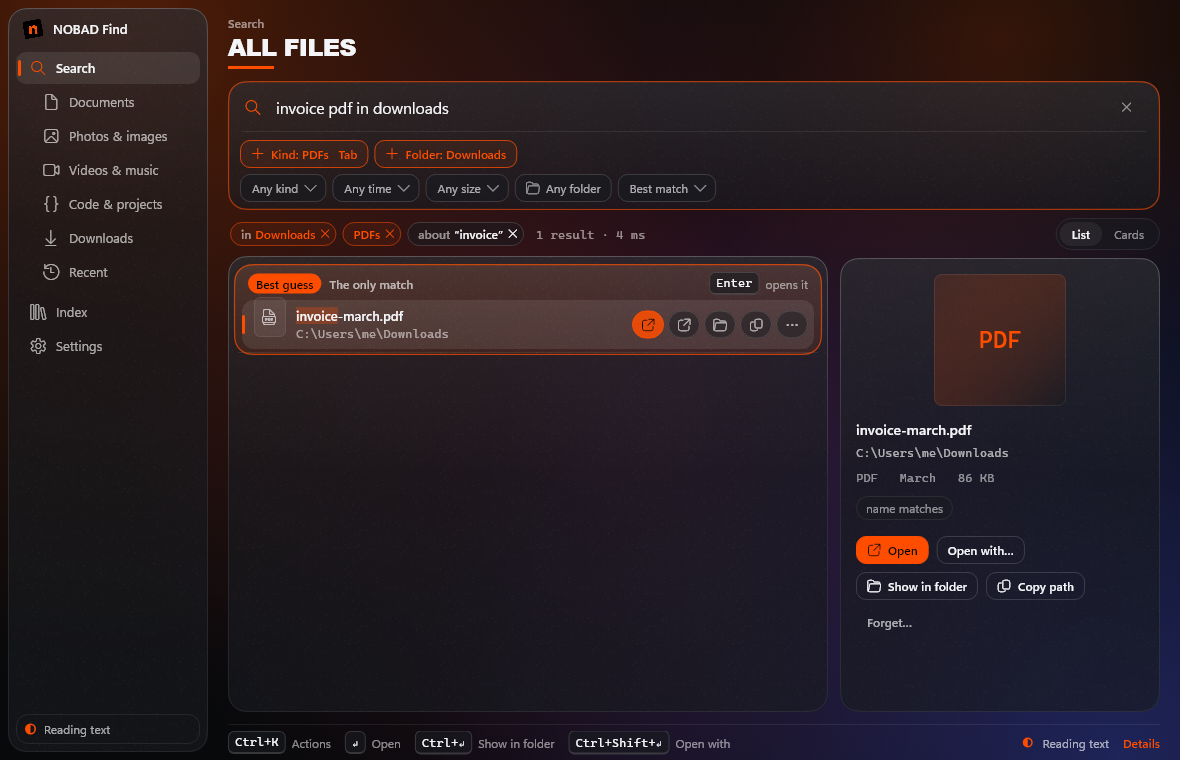 NOBAD Find
Search
Documents
Photos & images
Videos & music
Code & projects
Downloads
Recent
Index
Settings
Reading text
Search
ALL FILES
invoice pdf in downloads
Kind: PDFs Tab
Folder: Downloads
Any kind
Any time
Any size
Any folder
Best match
in Downloads
PDFs
about "invoice"
1 result · 4 ms
List
Cards
Best guess
The only match
Enter opens it
invoice-march.pdf
C:\Users\me\Downloads
PDF
invoice-march.pdf
C:\Users\me\Downloads
PDF March 86 KB
name matches
Open
Open with...
Show in folder
Copy path
Forget...
Ctrl+K Actions
↲ Open
Ctrl+↲ Show in folder
Ctrl+Shift+↲ Open with
Reading text
Details